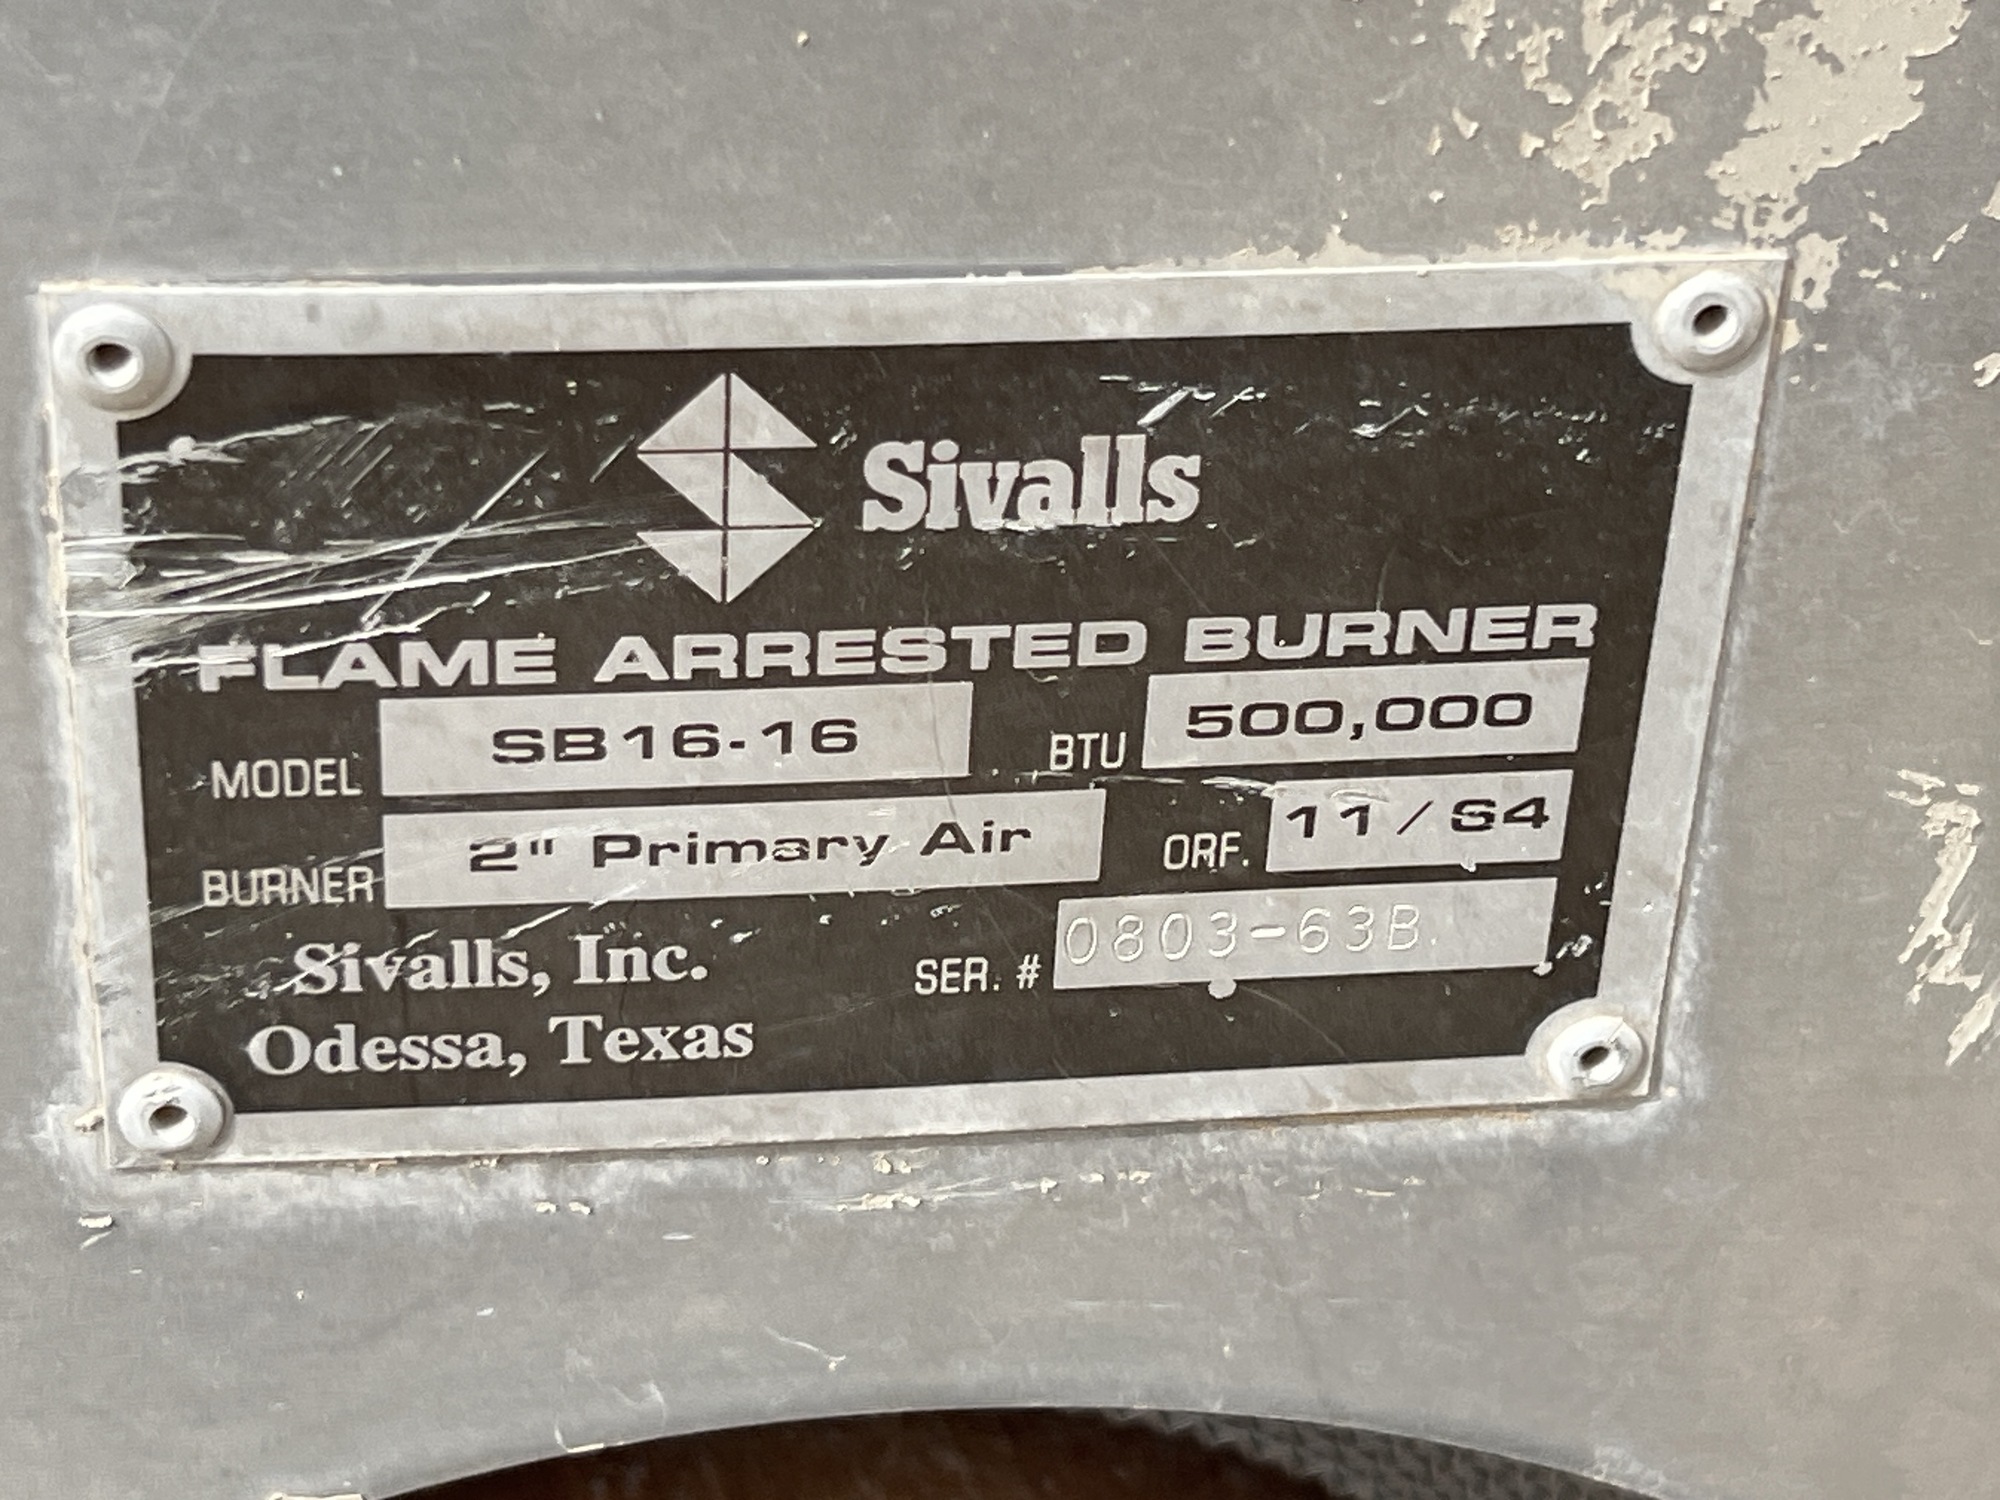 Sivalls
FLAME ARRESTED BURNER
MODEL SB16-16 BTU 500,000
BURNER 2" Primary Air ORF. 11/64
Sivalls, Inc. SER. # 0803-63B
Odessa, Texas